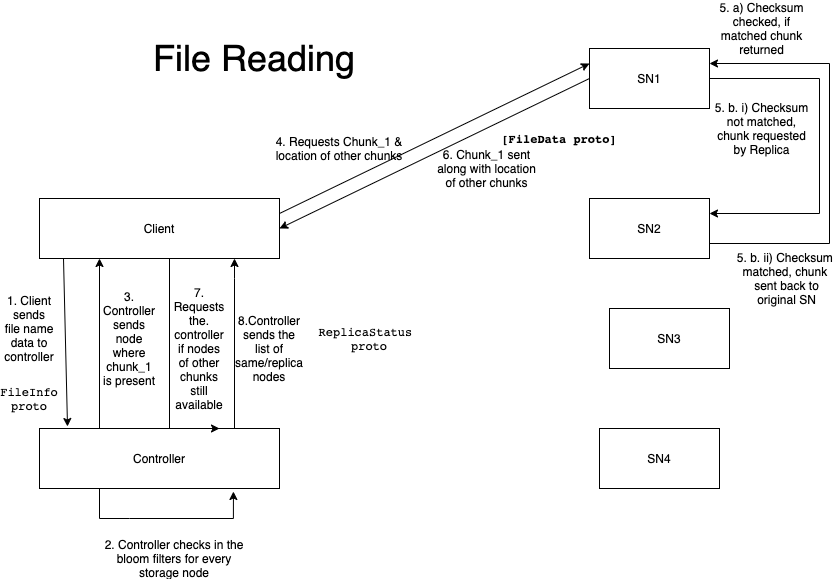 File Reading
5. a) Checksum
checked, if
matched chunk
returned
SN1
5. b. i) Checksum
not matched,
chunk requested
by Replica
4. Requests Chunk_1 &
location of other chunks
[FileData proto]
6. Chunk_1 sent
along with location
of other chunks
Client
SN2
5. b. ii) Checksum
matched, chunk
sent back to
original SN
1. Client
sends
file name
data to
controller
FileInfo
proto
3.
Controller
sends
node
where
chunk_1
is present
7.
Requests
the.
controller
if nodes
of other
chunks
still
available
8.Controller
sends the
list of
same/replica
nodes
ReplicaStatus
proto
SN3
Controller
SN4
2. Controller checks in the
bloom filters for every
storage node